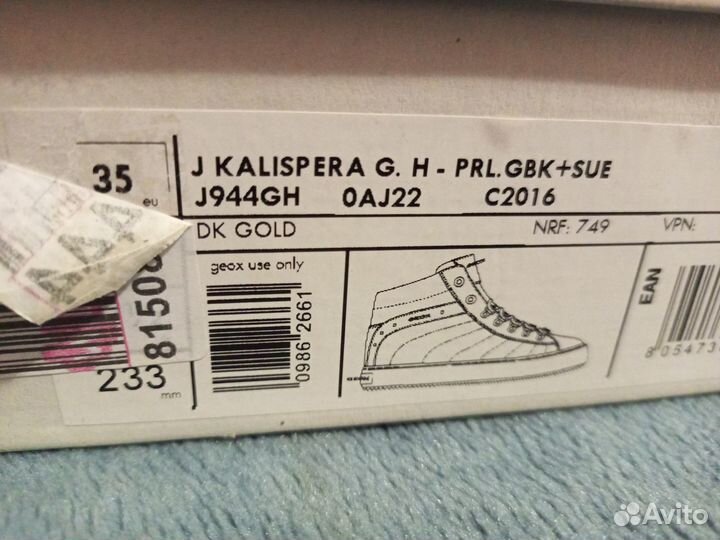 35 eu
J KALISPERA G. H - PRL.GBK+SUE
J944GH 0AJ22 C2016
DK GOLD NRF: 749 VPN:
geox use only
0986 2661
233 mm
EAN
Avito